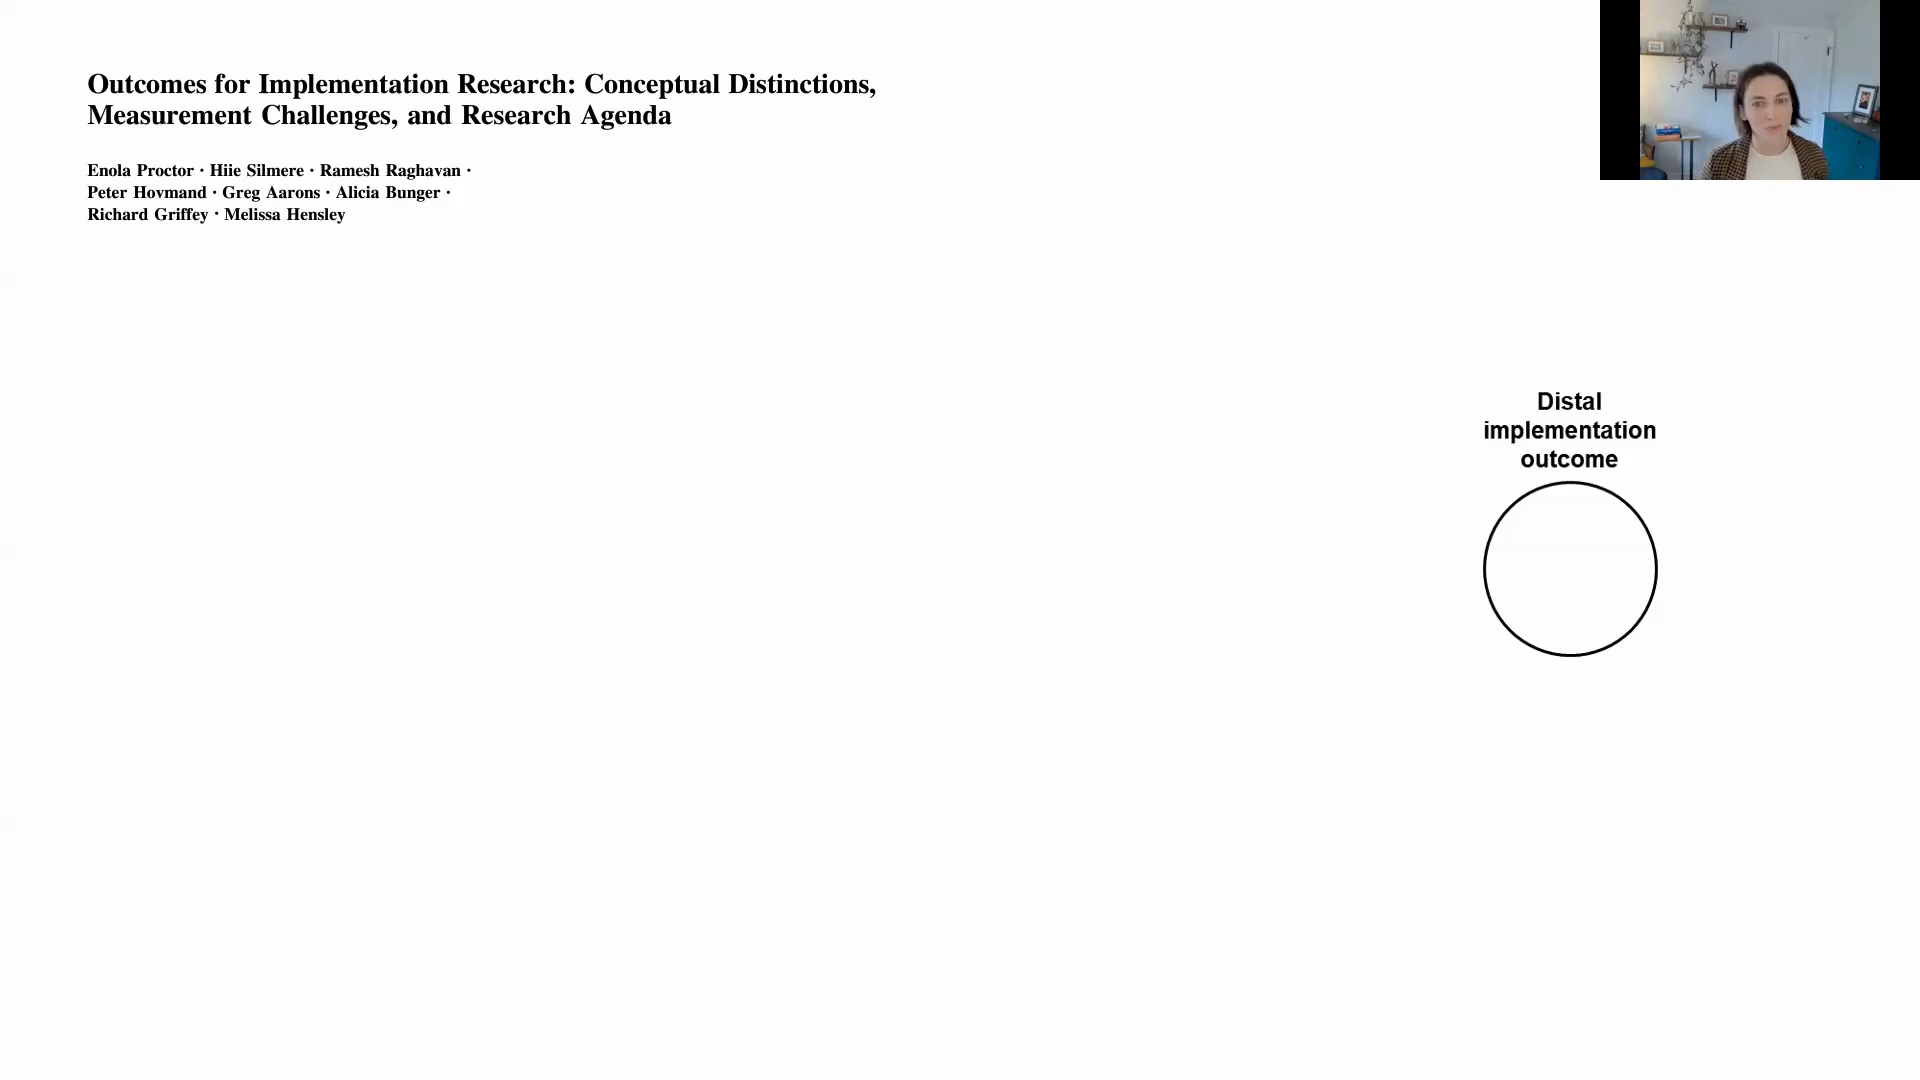 Outcomes for Implementation Research: Conceptual Distinctions,
Measurement Challenges, and Research Agenda
Enola Proctor · Hiie Silmere · Ramesh Raghavan ·
Peter Hovmand · Greg Aarons · Alicia Bunger ·
Richard Griffey · Melissa Hensley
Distal
implementation
outcome